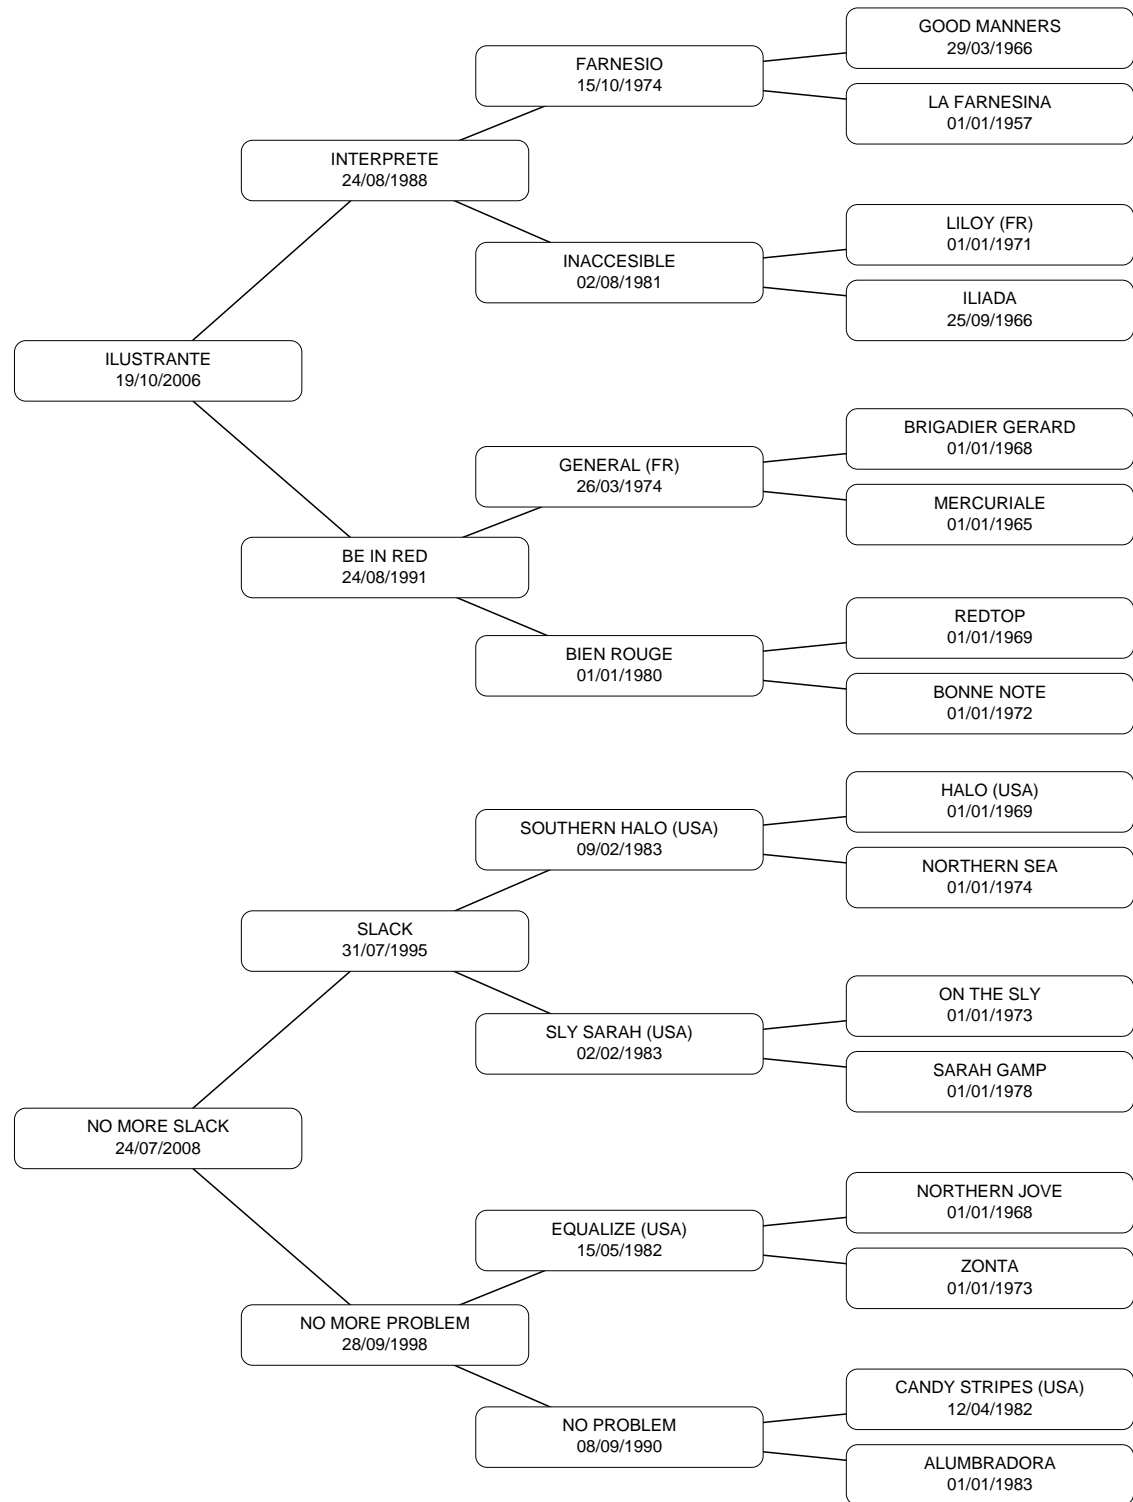 GOOD MANNERS
29/03/1966
FARNESIO
15/10/1974
LA FARNESINA
01/01/1957
INTERPRETE
24/08/1988
LILOY (FR)
01/01/1971
INACCESIBLE
02/08/1981
ILIADA
25/09/1966
ILUSTRANTE
19/10/2006
BRIGADIER GERARD
01/01/1968
GENERAL (FR)
26/03/1974
MERCURIALE
01/01/1965
BE IN RED
24/08/1991
REDTOP
01/01/1969
BIEN ROUGE
01/01/1980
BONNE NOTE
01/01/1972
HALO (USA)
01/01/1969
SOUTHERN HALO (USA)
09/02/1983
NORTHERN SEA
01/01/1974
SLACK
31/07/1995
ON THE SLY
01/01/1973
SLY SARAH (USA)
02/02/1983
SARAH GAMP
01/01/1978
NO MORE SLACK
24/07/2008
NORTHERN JOVE
01/01/1968
EQUALIZE (USA)
15/05/1982
ZONTA
01/01/1973
NO MORE PROBLEM
28/09/1998
CANDY STRIPES (USA)
12/04/1982
NO PROBLEM
08/09/1990
ALUMBRADORA
01/01/1983